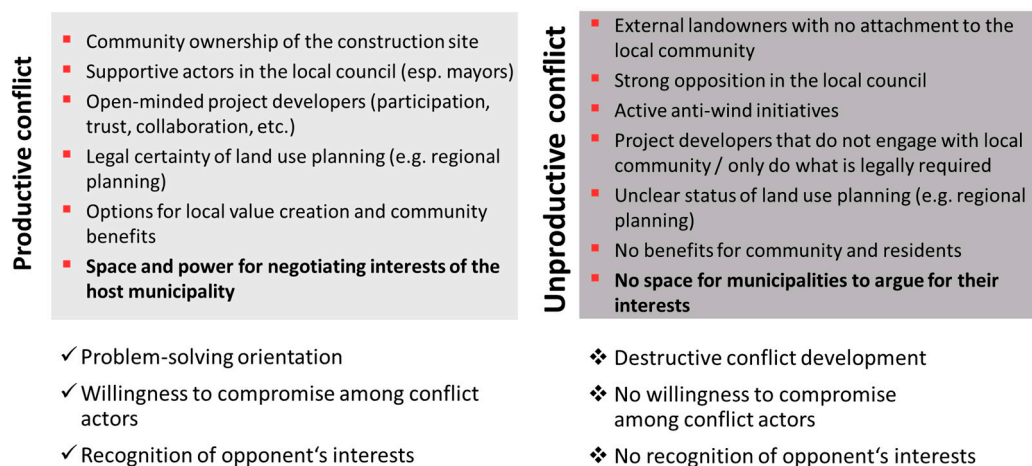 Productive conflict
Community ownership of the construction site
Supportive actors in the local council (esp. mayors)
Open-minded project developers (participation,
trust, collaboration, etc.)
Legal certainty of land use planning (e.g. regional
planning)
Options for local value creation and community
benefits
Space and power for negotiating interests of the
host municipality
Problem-solving orientation
Willingness to compromise among conflict
actors
Recognition of opponent‘s interests
Unproductive conflict
External landowners with no attachment to the
local community
Strong opposition in the local council
Active anti-wind initiatives
Project developers that do not engage with local
community / only do what is legally required
Unclear status of land use planning (e.g. regional
planning)
No benefits for community and residents
No space for municipalities to argue for their
interests
Destructive conflict development
No willingness to compromise
among conflict actors
No recognition of opponent‘s interests